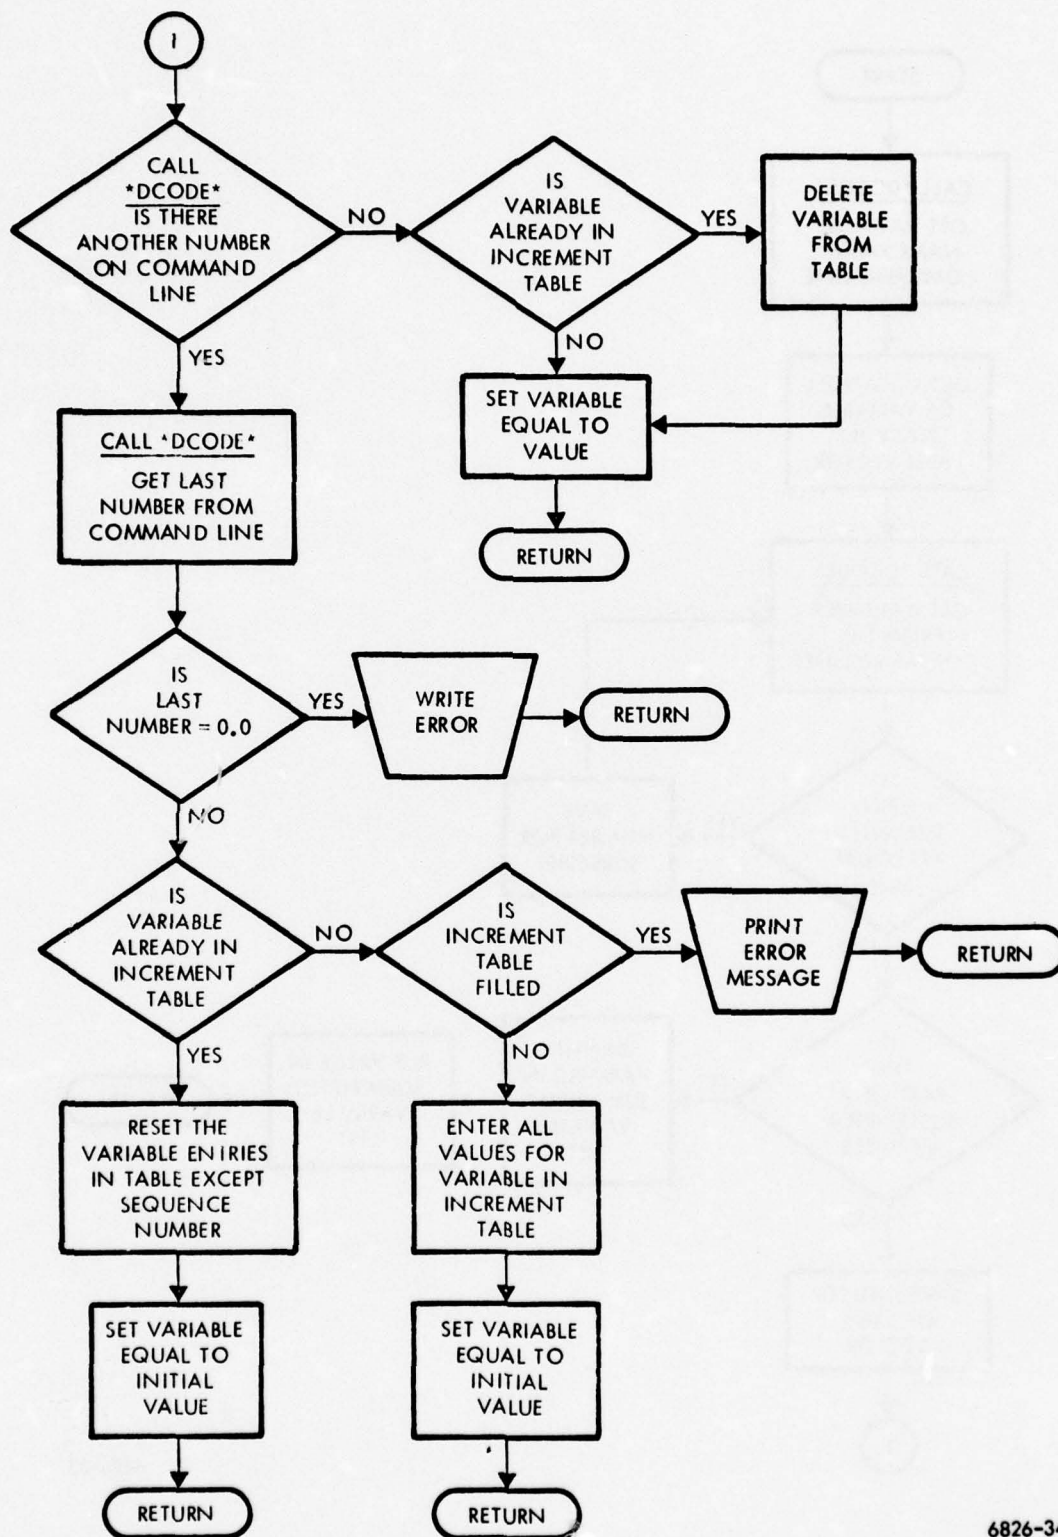 1
CALL
*DCODE*
IS THERE
ANOTHER NUMBER
ON COMMAND
LINE
NO
IS
VARIABLE
ALREADY IN
INCREMENT
TABLE
YES
DELETE
VARIABLE
FROM
TABLE
YES
NO
CALL *DCODE*
GET LAST
NUMBER FROM
COMMAND LINE
SET VARIABLE
EQUAL TO
VALUE
RETURN
IS
LAST
NUMBER = 0.0
YES
WRITE
ERROR
RETURN
NO
IS
VARIABLE
ALREADY IN
INCREMENT
TABLE
NO
IS
INCREMENT
TABLE
FILLED
YES
PRINT
ERROR
MESSAGE
RETURN
YES
NO
RESET THE
VARIABLE ENIRIES
IN TABLE EXCEPT
SEQUENCE
NUMBER
ENTER ALL
VALUES FOR
VARIABLE IN
INCREMENT
TABLE
SET VARIABLE
EQUAL TO
INITIAL
VALUE
SET VARIABLE
EQUAL TO
INITIAL
VALUE
RETURN
RETURN